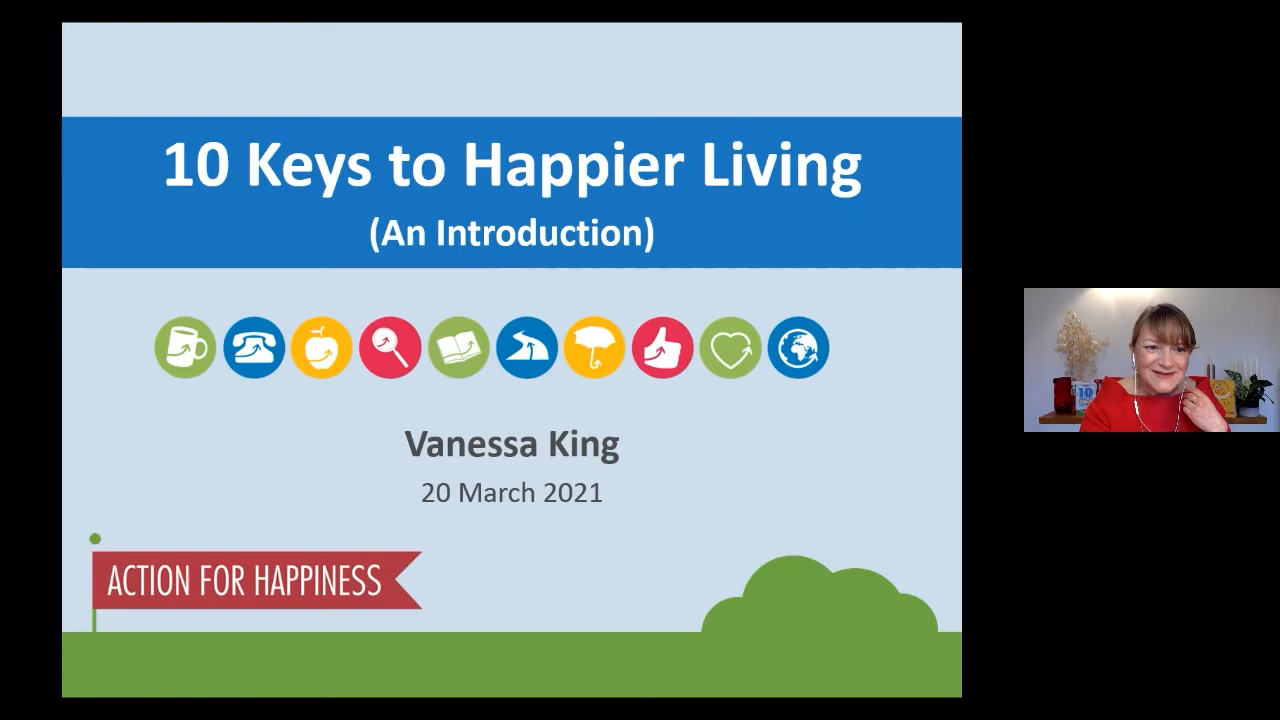 10 Keys to Happier Living
(An Introduction)
Vanessa King
20 March 2021
ACTION FOR HAPPINESS